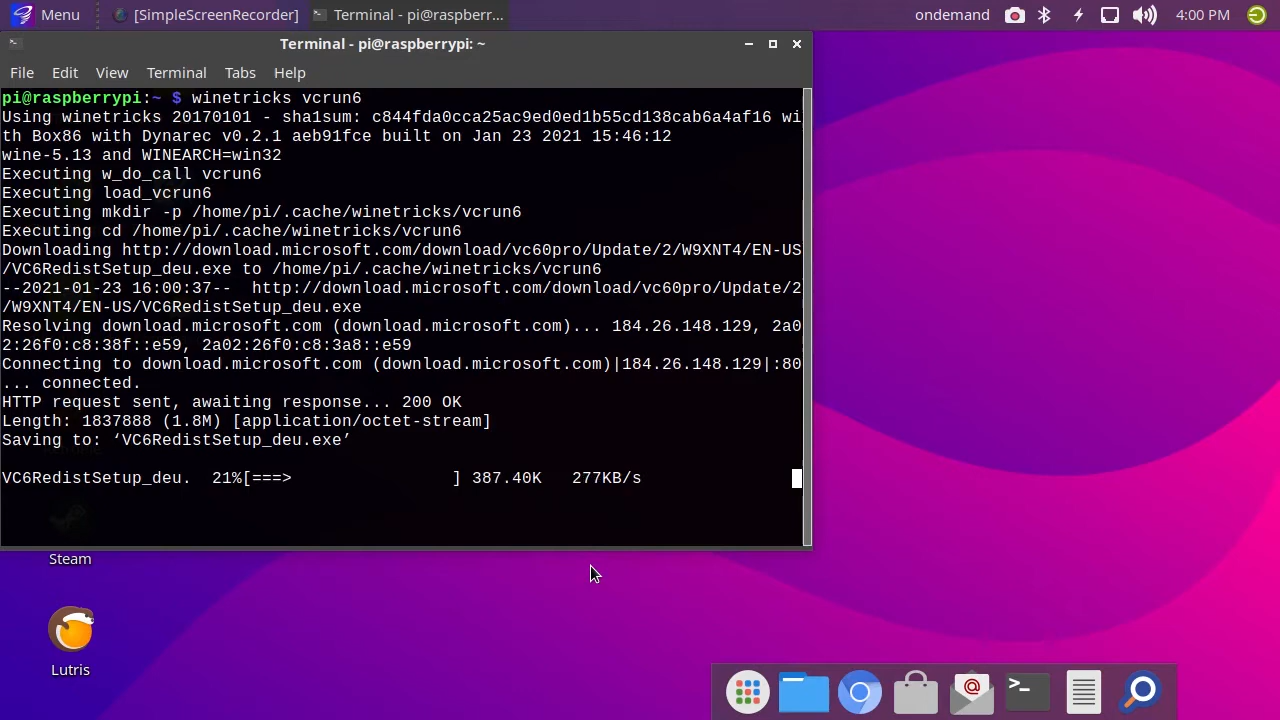 Menu
[SimpleScreenRecorder]
Terminal - pi@raspberr...
ondemand
4:00 PM
Terminal - pi@raspberrypi: ~
File Edit View Terminal Tabs Help
pi@raspberrypi:~ $ winetricks vcrun6
Using winetricks 20170101 - sha1sum: c844fda0cca25ac9ed0ed1b55cd138cab6a4af16 wi
th Box86 with Dynarec v0.2.1 aeb91fce built on Jan 23 2021 15:46:12
wine-5.13 and WINEARCH=win32
Executing w_do_call vcrun6
Executing load_vcrun6
Executing mkdir -p /home/pi/.cache/winetricks/vcrun6
Executing cd /home/pi/.cache/winetricks/vcrun6
Downloading http://download.microsoft.com/download/vc60pro/Update/2/W9XNT4/EN-US
/VC6RedistSetup_deu.exe to /home/pi/.cache/winetricks/vcrun6
--2021-01-23 16:00:37--  http://download.microsoft.com/download/vc60pro/Update/2
/W9XNT4/EN-US/VC6RedistSetup_deu.exe
Resolving download.microsoft.com (download.microsoft.com)... 184.26.148.129, 2a0
2:26f0:c8:38f::e59, 2a02:26f0:c8:3a8::e59
Connecting to download.microsoft.com (download.microsoft.com)|184.26.148.129|:80
... connected.
HTTP request sent, awaiting response... 200 OK
Length: 1837888 (1.8M) [application/octet-stream]
Saving to: ‘VC6RedistSetup_deu.exe’
VC6RedistSetup_deu.  21%[===>                ] 387.40K   277KB/s
Steam
Lutris